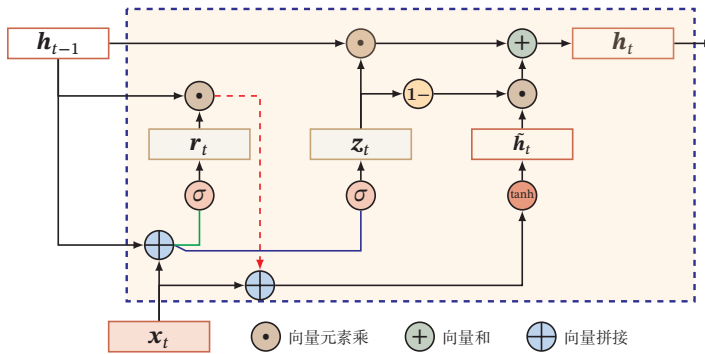 h_{t-1}
h_t
1-
r_t
z_t
h̃_t
σ
σ
tanh
x_t
向量元素乘
向量和
向量拼接